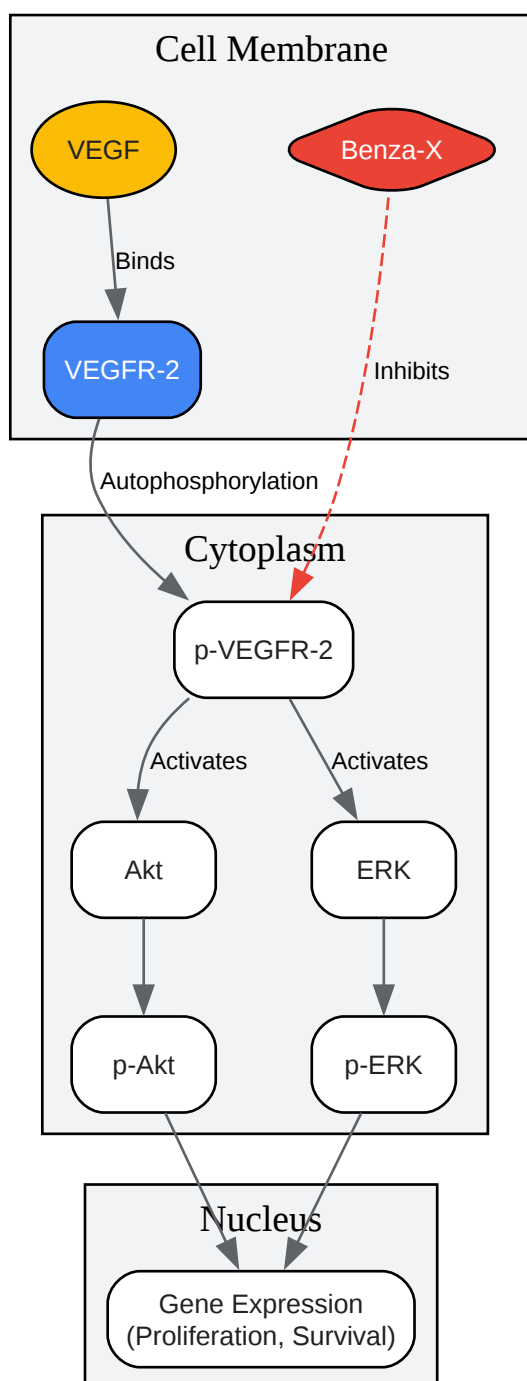 Cell Membrane
VEGF
Benza-X
Binds
VEGFR-2
Inhibits
Autophosphorylation
Cytoplasm
p-VEGFR-2
Activates
Activates
Akt
ERK
p-Akt
p-ERK
Nucleus
Gene Expression
(Proliferation, Survival)